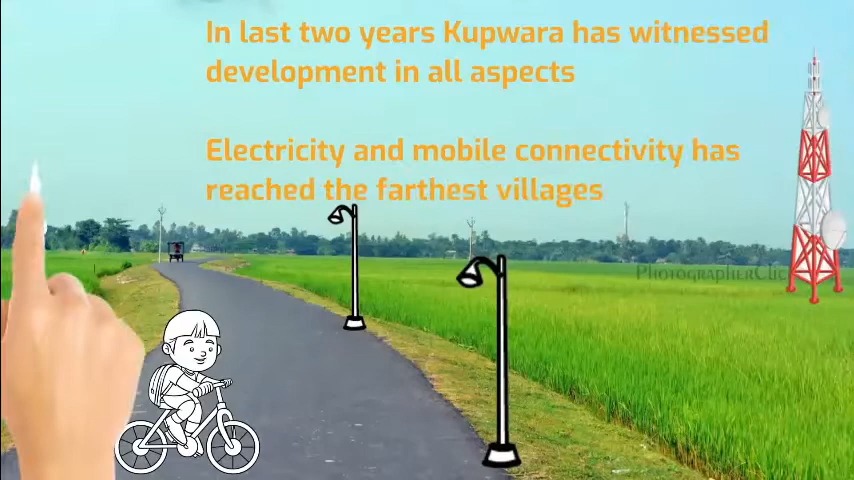 In last two years Kupwara has witnessed
development in all aspects
Electricity and mobile connectivity has
reached the farthest villages
PhotographerClic